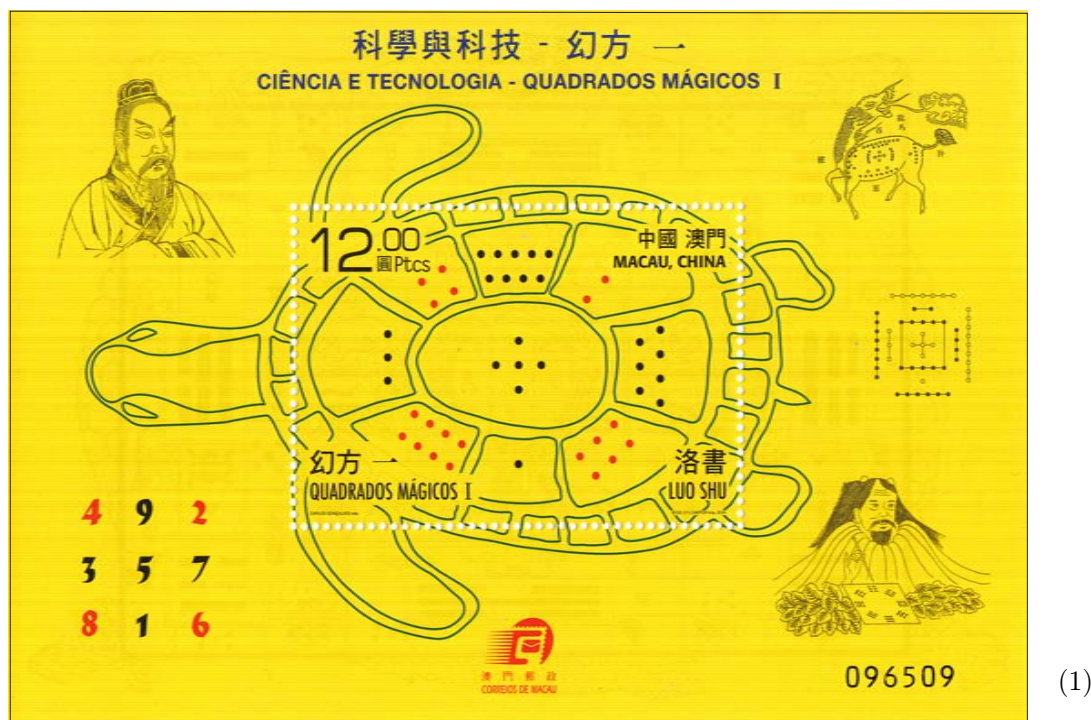 科學與科技 - 幻方 一
CIÊNCIA E TECNOLOGIA - QUADRADOS MÁGICOS I
12.00
圓Ptcs
中國 澳門
MACAU, CHINA
幻方 一
QUADRADOS MÁGICOS I
洛書
LUO SHU
4 9 2
3 5 7
8 1 6
澳門郵政
CORREIOS DE MACAU
096509
(1)